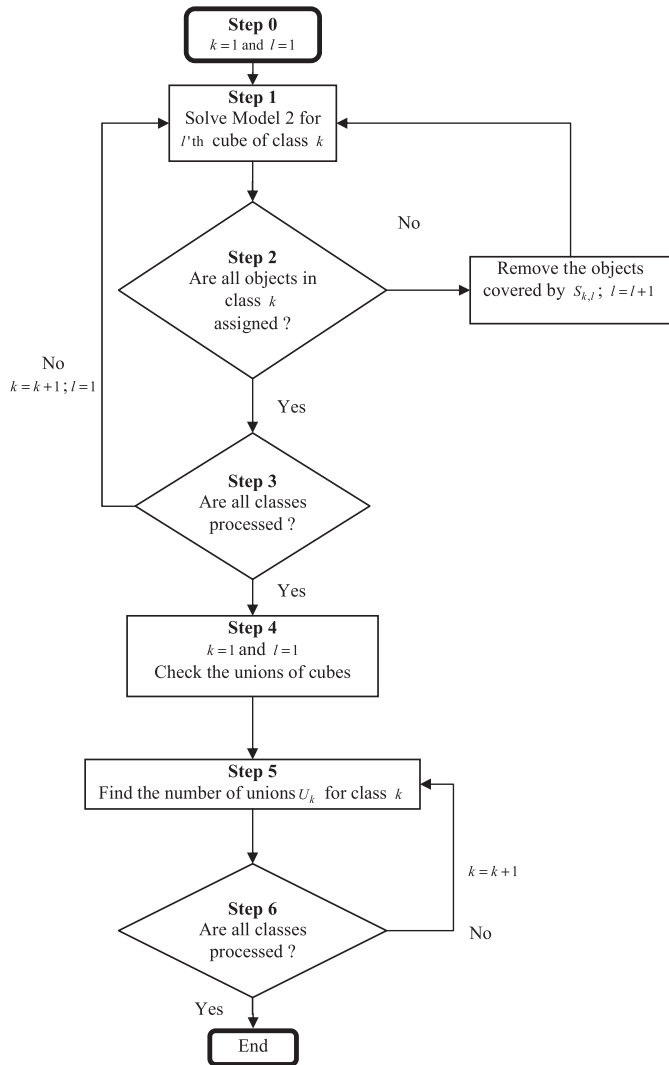 Step 0
k=1 and l=1
Step 1
Solve Model 2 for
l'th cube of class k
No
Step 2
Are all objects in
class k
assigned ?
Remove the objects
covered by S_{k,l}; l=l+1
No
k=k+1; l=1
Yes
Step 3
Are all classes
processed ?
Yes
Step 4
k=1 and l=1
Check the unions of cubes
Step 5
Find the number of unions U_k for class k
k=k+1
Step 6
Are all classes
processed ?
No
Yes
End